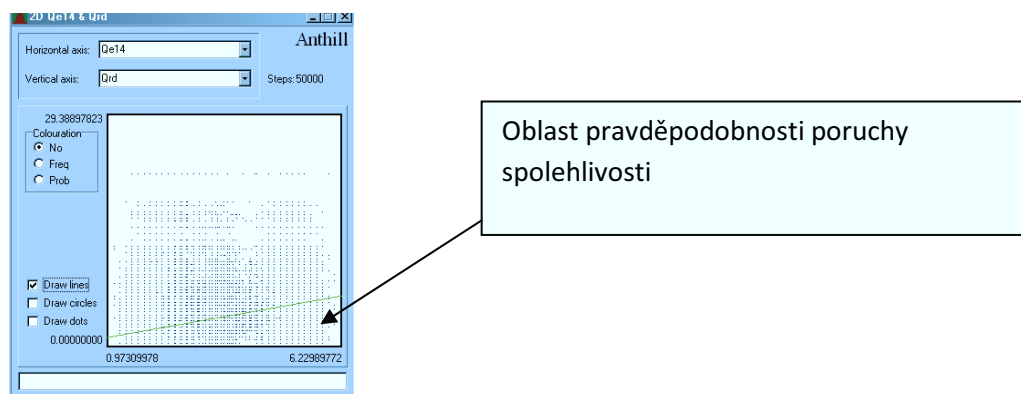 2D Qe14 & Qrd
Anthill
Horizontal axis: Qe14
Vertical axis: Qrd
Steps: 50000
29.38897823
Colouration
No
Freq
Prob
Draw lines
Draw circles
Draw dots
0.00000000
0.97309978
6.22989772
Oblast pravděpodobnosti poruchy
spolehlivosti